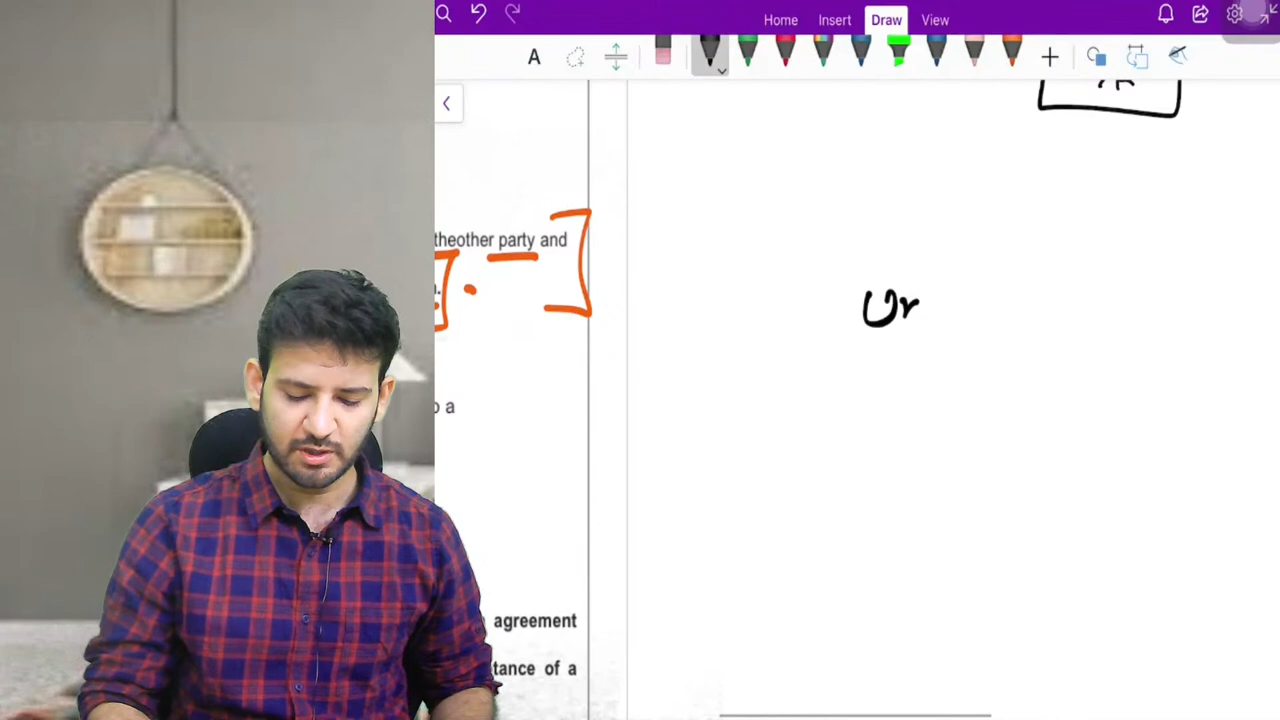 Home Insert Draw View
A
theother party and
o a
agreement
tance of a
Ur